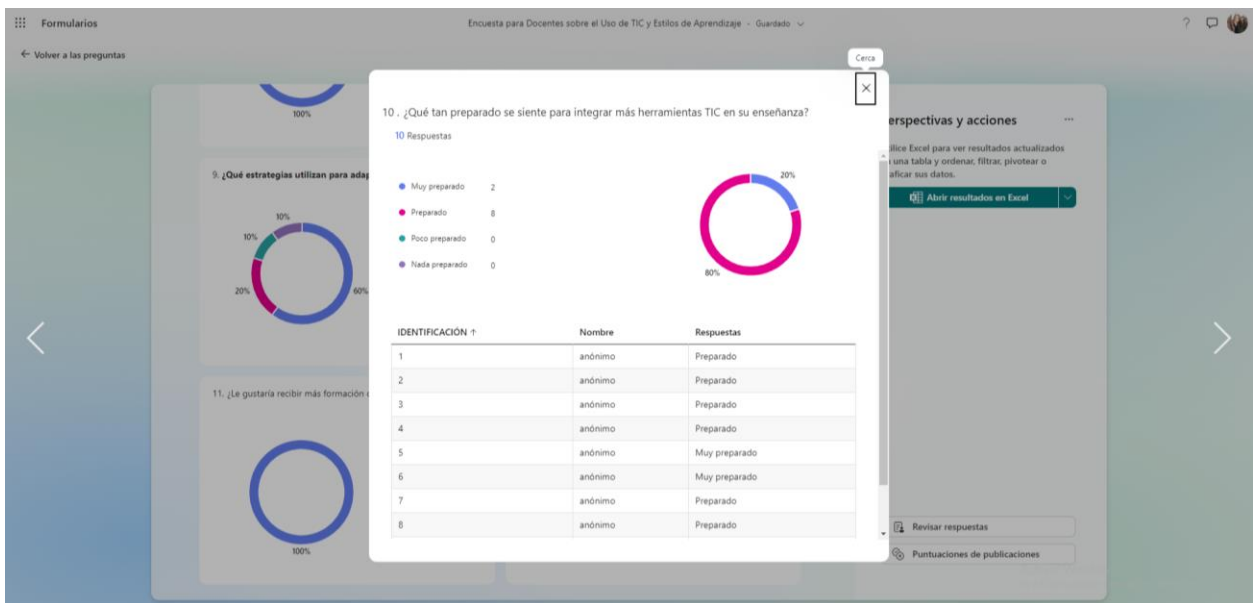 Formularios
Encuesta para Docentes sobre el Uso de TIC y Estilos de Aprendizaje - Guardado
?
← Volver a las preguntas
Cerca
100%
9. ¿Qué estrategias utilizan para
10%
10%
20%
60%
11. ¿Le gustaría recibir más formación
100%
10 . ¿Qué tan preparado se siente para integrar más herramientas TIC en su enseñanza?
10 Respuestas
Muy preparado 2
Preparado 8
Poco preparado 0
Nada preparado 0
20%
80%
IDENTIFICACIÓN ↑ Nombre Respuestas
1 anónimo Preparado
2 anónimo Preparado
3 anónimo Preparado
4 anónimo Preparado
5 anónimo Muy preparado
6 anónimo Muy preparado
7 anónimo Preparado
8 anónimo Preparado
erspectivas y acciones
Excel para ver resultados actualizados
una tabla y ordenar, filtrar, pivotear o
sus datos.
Abrir resultados en Excel
Revisar respuestas
Puntuaciones de publicaciones